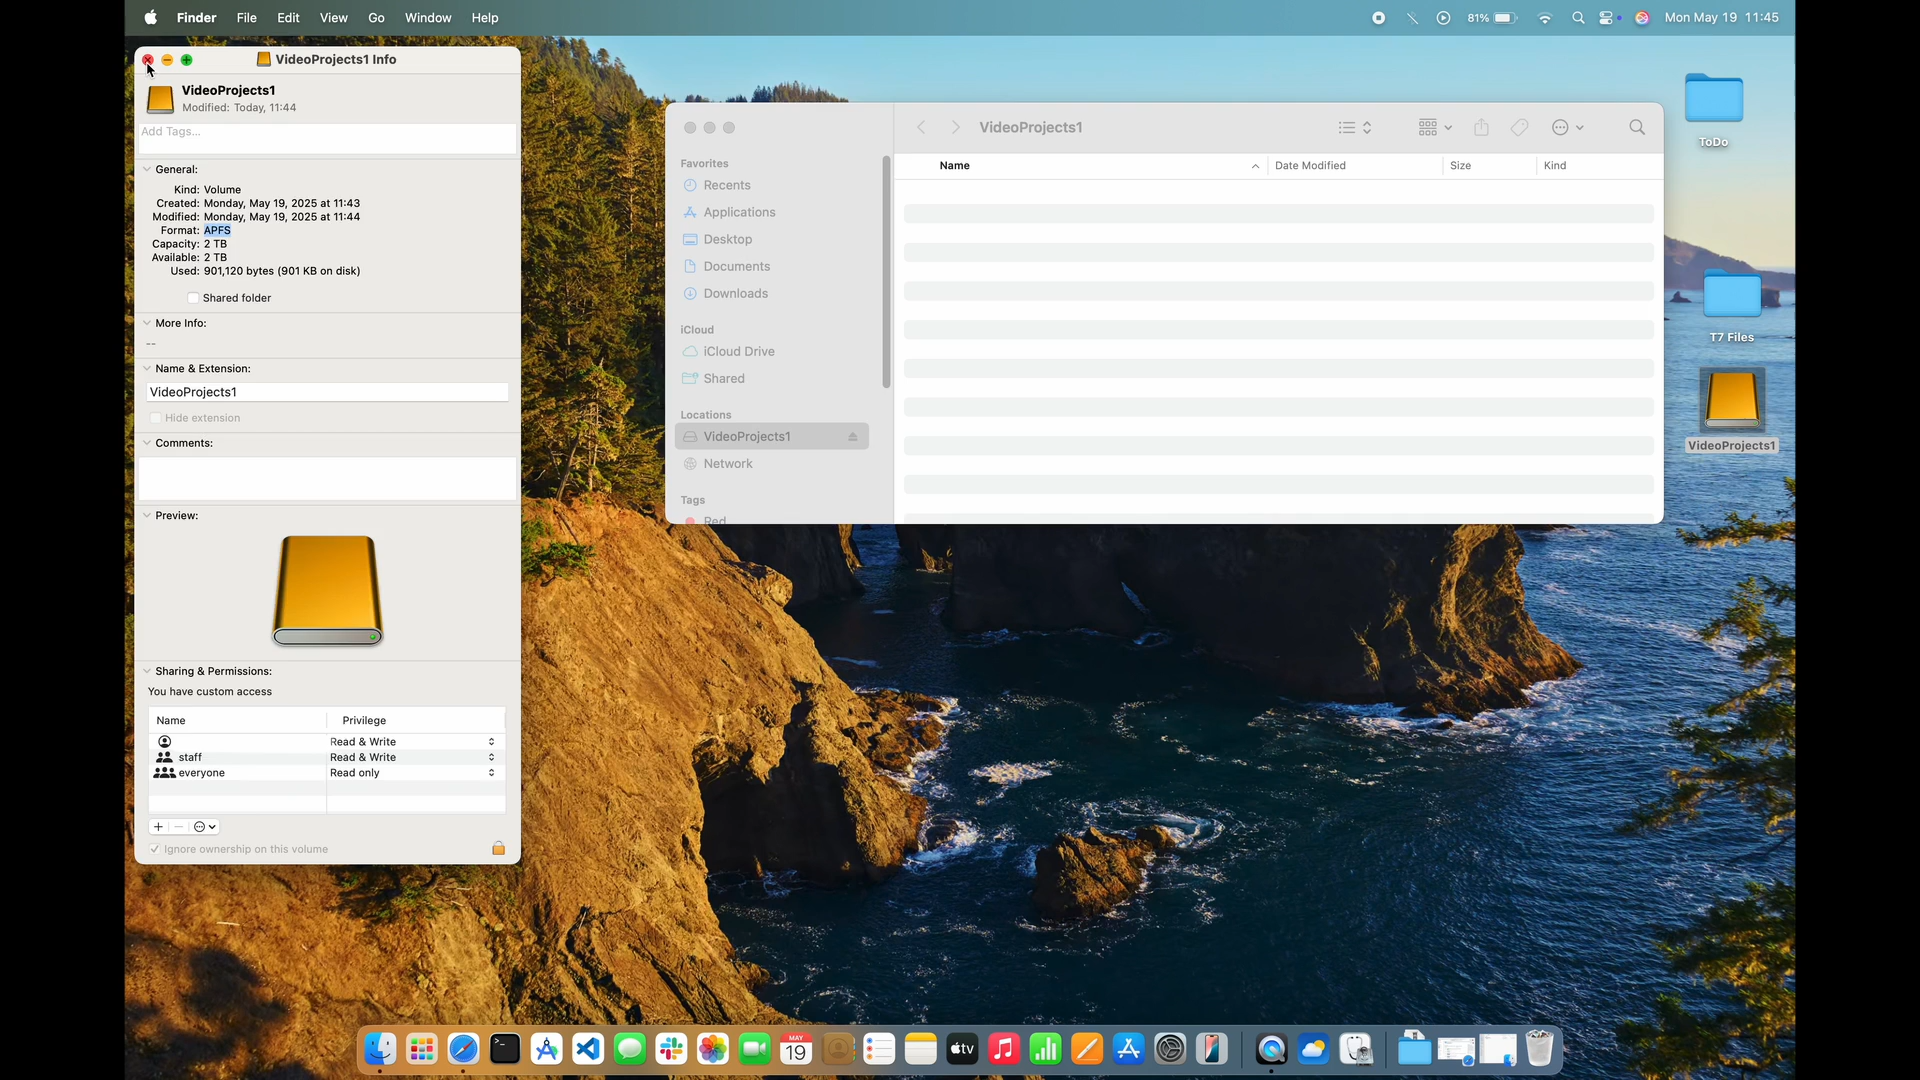 Finder File Edit View Go Window Help
81% Mon May 19 11:45
VideoProjects1 Info
VideoProjects1
Modified: Today, 11:44
Add Tags...
General:
Kind: Volume
Created: Monday, May 19, 2025 at 11:43
Modified: Monday, May 19, 2025 at 11:44
Format: APFS
Capacity: 2 TB
Available: 2 TB
Used: 901,120 bytes (901 KB on disk)
Shared folder
More Info:
--
Name & Extension:
VideoProjects1
Hide extension
Comments:
Preview:
Sharing & Permissions:
You have custom access
Name Privilege
Read & Write
staff Read & Write
everyone Read only
Ignore ownership on this volume
VideoProjects1
Name Date Modified Size Kind
Favorites
Recents
Applications
Desktop
Documents
Downloads
iCloud
iCloud Drive
Shared
Locations
VideoProjects1
Network
Tags
Red
ToDo
T7 Files
VideoProjects1
MAY
19
tv